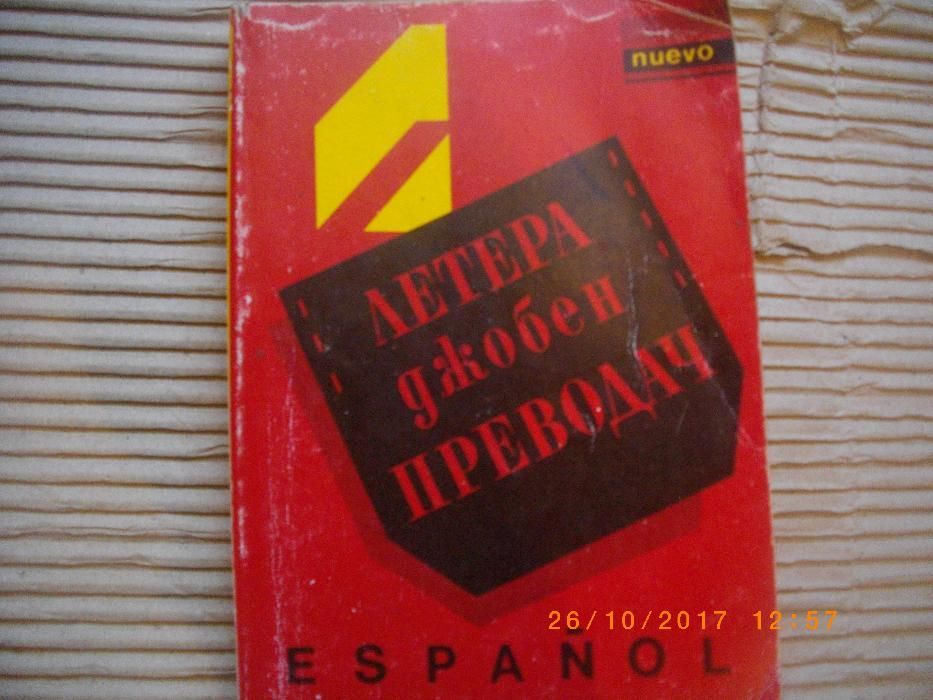 nuevo
ЛЕТЕРА
джобен
ПРЕВОДАЧ
26/10/2017 12:57
ESPAÑOL